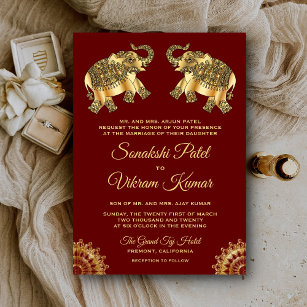 MR. AND MRS. ARJUN PATEL
REQUEST THE HONOR OF YOUR PRESENCE
AT THE MARRIAGE OF THEIR DAUGHTER
Sonakshi Patel
TO
Vikram Kumar
SON OF MR. AND MRS. AJAY KUMAR
SUNDAY, THE TWENTY FIRST OF MARCH
TWO THOUSAND AND TWENTY
AT SIX O'CLOCK IN THE EVENING
The Grand Taj Hotel
FREMONT, CALIFORNIA
RECEPTION TO FOLLOW